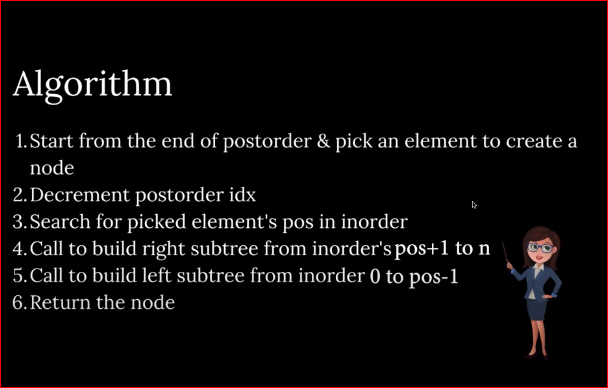 Algorithm
1. Start from the end of postorder & pick an element to create a
node
2. Decrement postorder idx
3. Search for picked element's pos in inorder
4. Call to build right subtree from inorder's pos+1 to n
5. Call to build left subtree from inorder 0 to pos-1
6. Return the node